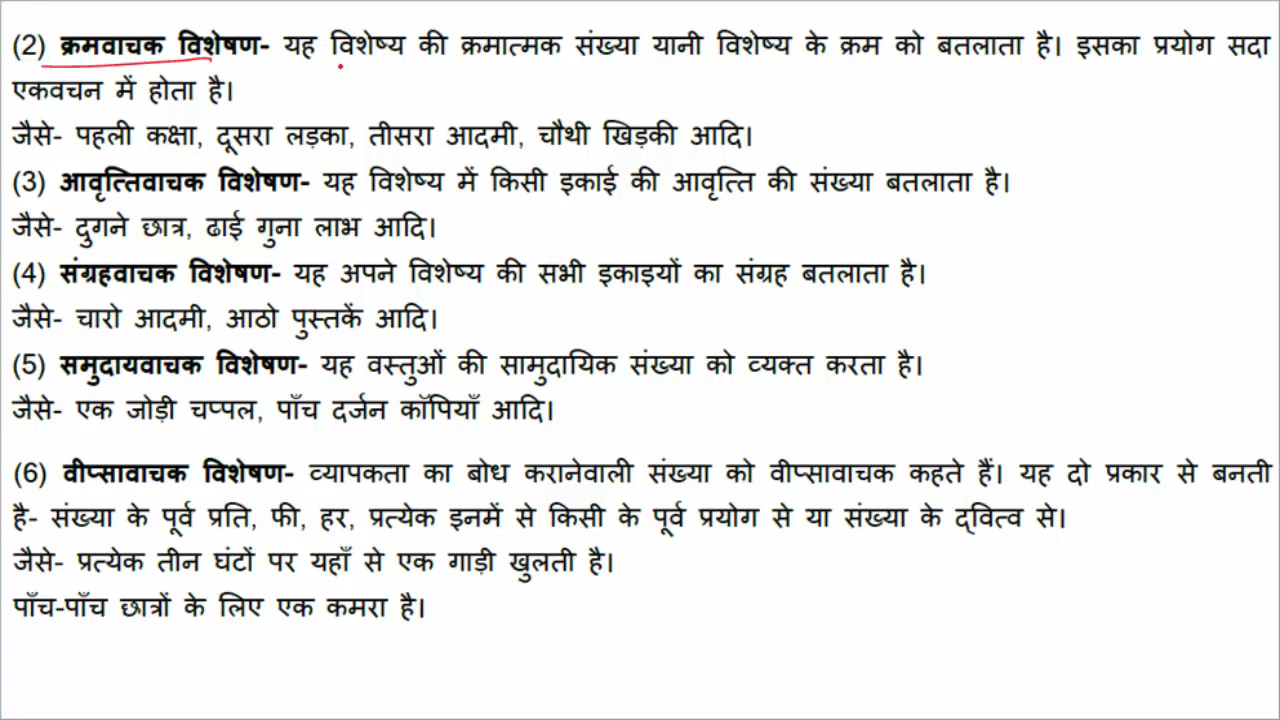 (2) क्रमवाचक विशेषण- यह विशेष्य की क्रमात्मक संख्या यानी विशेष्य के क्रम को बतलाता है। इसका प्रयोग सदा
एकवचन में होता है।
जैसे- पहली कक्षा, दूसरा लड़का, तीसरा आदमी, चौथी खिड़की आदि।
(3) आवृत्तिवाचक विशेषण- यह विशेष्य में किसी इकाई की आवृत्ति की संख्या बतलाता है।
जैसे- दुगने छात्र, ढाई गुना लाभ आदि।
(4) संग्रहवाचक विशेषण- यह अपने विशेष्य की सभी इकाइयों का संग्रह बतलाता है।
जैसे- चारो आदमी, आठो पुस्तकें आदि।
(5) समुदायवाचक विशेषण- यह वस्तुओं की सामुदायिक संख्या को व्यक्त करता है।
जैसे- एक जोड़ी चप्पल, पाँच दर्जन कॉपियाँ आदि।
(6) वीप्सावाचक विशेषण- व्यापकता का बोध करानेवाली संख्या को वीप्सावाचक कहते हैं। यह दो प्रकार से बनती
है- संख्या के पूर्व प्रति, फी, हर, प्रत्येक इनमें से किसी के पूर्व प्रयोग से या संख्या के द्वित्व से।
जैसे- प्रत्येक तीन घंटों पर यहाँ से एक गाड़ी खुलती है।
पाँच-पाँच छात्रों के लिए एक कमरा है।